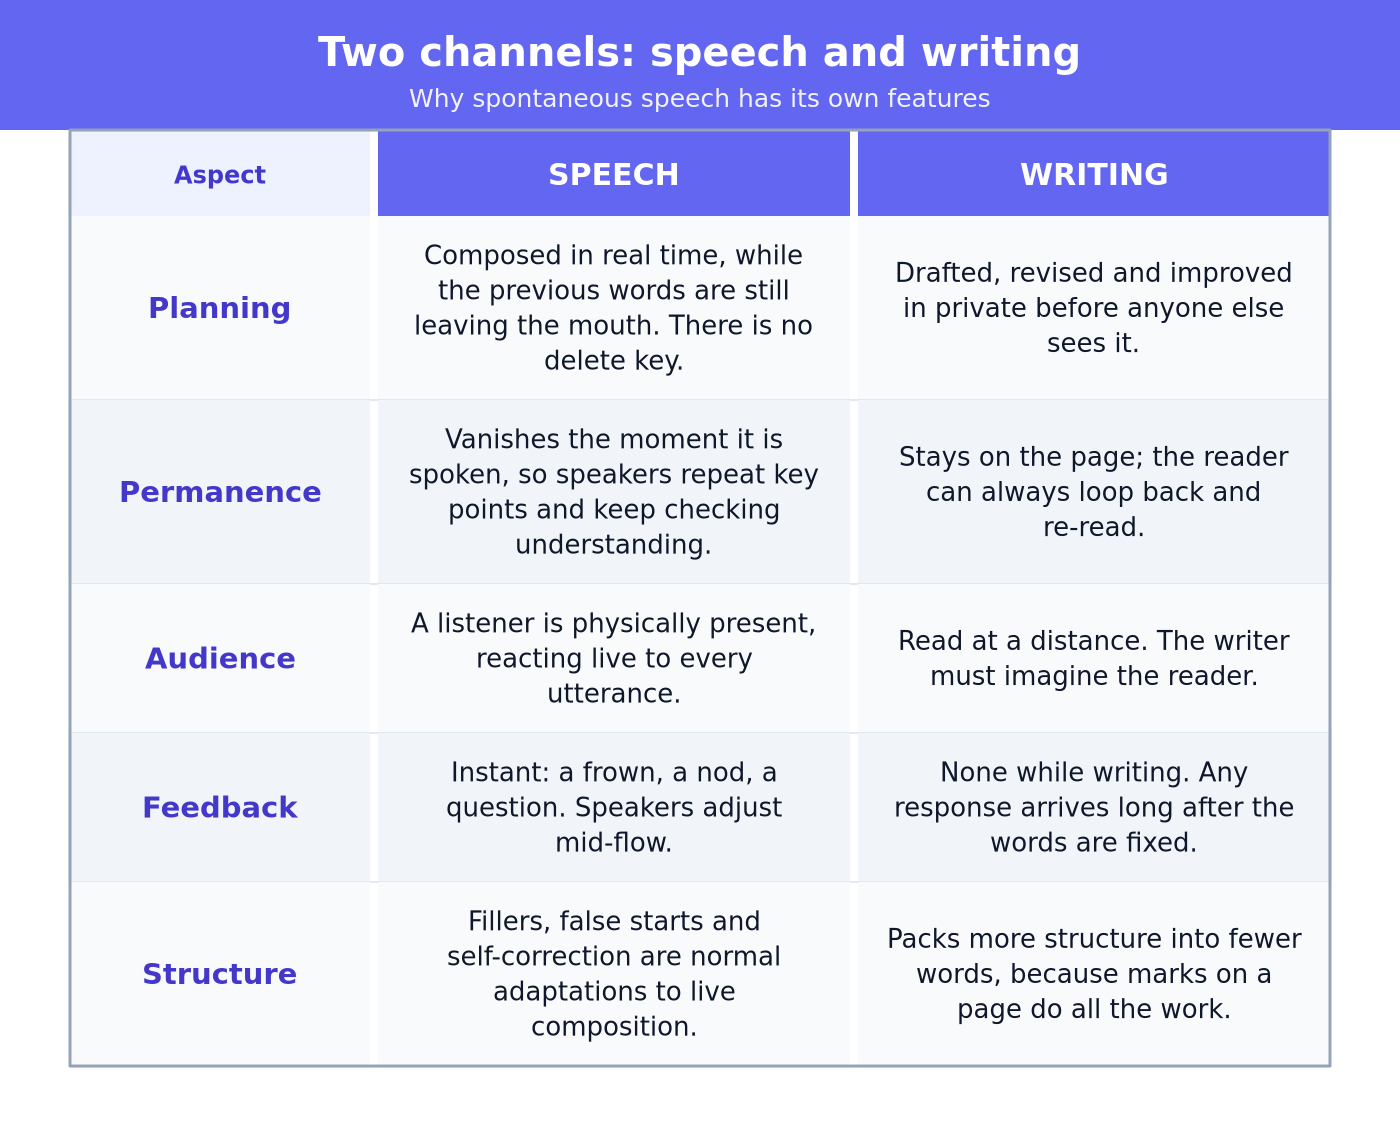 Two channels: speech and writing
Why spontaneous speech has its own features
Aspect
SPEECH
WRITING
Planning
Composed in real time, while
the previous words are still
leaving the mouth. There is no
delete key.
Drafted, revised and improved
in private before anyone else
sees it.
Permanence
Vanishes the moment it is
spoken, so speakers repeat key
points and keep checking
understanding.
Stays on the page; the reader
can always loop back and
re-read.
Audience
A listener is physically present,
reacting live to every
utterance.
Read at a distance. The writer
must imagine the reader.
Feedback
Instant: a frown, a nod, a
question. Speakers adjust
mid-flow.
None while writing. Any
response arrives long after the
words are fixed.
Structure
Fillers, false starts and
self-correction are normal
adaptations to live
composition.
Packs more structure into fewer
words, because marks on a
page do all the work.